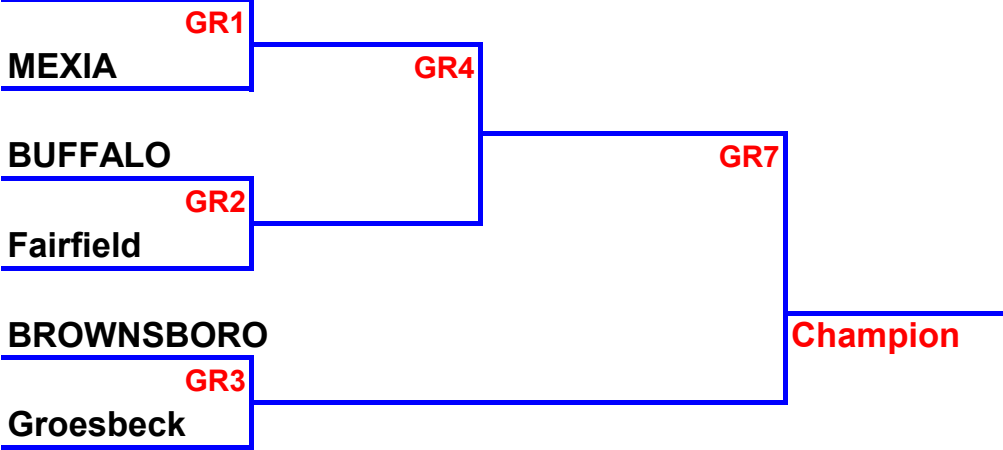 GR1
MEXIA
GR4
BUFFALO
GR7
GR2
Fairfield
BROWNSBORO
Champion
GR3
Groesbeck